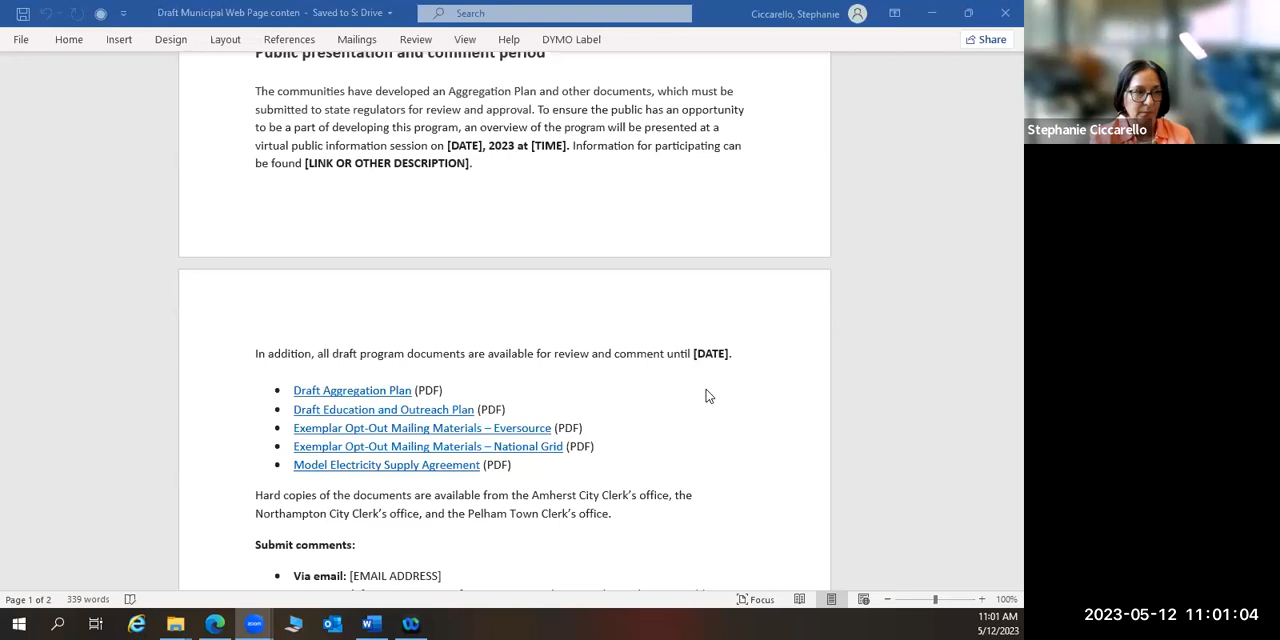 Draft Municipal Web Page conten - Saved to S: Drive
Search
Ciccarello, Stephanie
File Home Insert Design Layout References Mailings Review View Help DYMO Label
Share
Public presentation and comment period
The communities have developed an Aggregation Plan and other documents, which must be
submitted to state regulators for review and approval. To ensure the public has an opportunity
to be a part of developing this program, an overview of the program will be presented at a
virtual public information session on [DATE], 2023 at [TIME]. Information for participating can
be found [LINK OR OTHER DESCRIPTION].
In addition, all draft program documents are available for review and comment until [DATE].
• Draft Aggregation Plan (PDF)
• Draft Education and Outreach Plan (PDF)
• Exemplar Opt-Out Mailing Materials – Eversource (PDF)
• Exemplar Opt-Out Mailing Materials – National Grid (PDF)
• Model Electricity Supply Agreement (PDF)
Hard copies of the documents are available from the Amherst City Clerk's office, the
Northampton City Clerk's office, and the Pelham Town Clerk's office.
Submit comments:
• Via email: [EMAIL ADDRESS]
Page 1 of 2 339 words
Focus
100%
zoom
11:01 AM
5/12/2023
Stephanie Ciccarello
2023-05-12 11:01:04